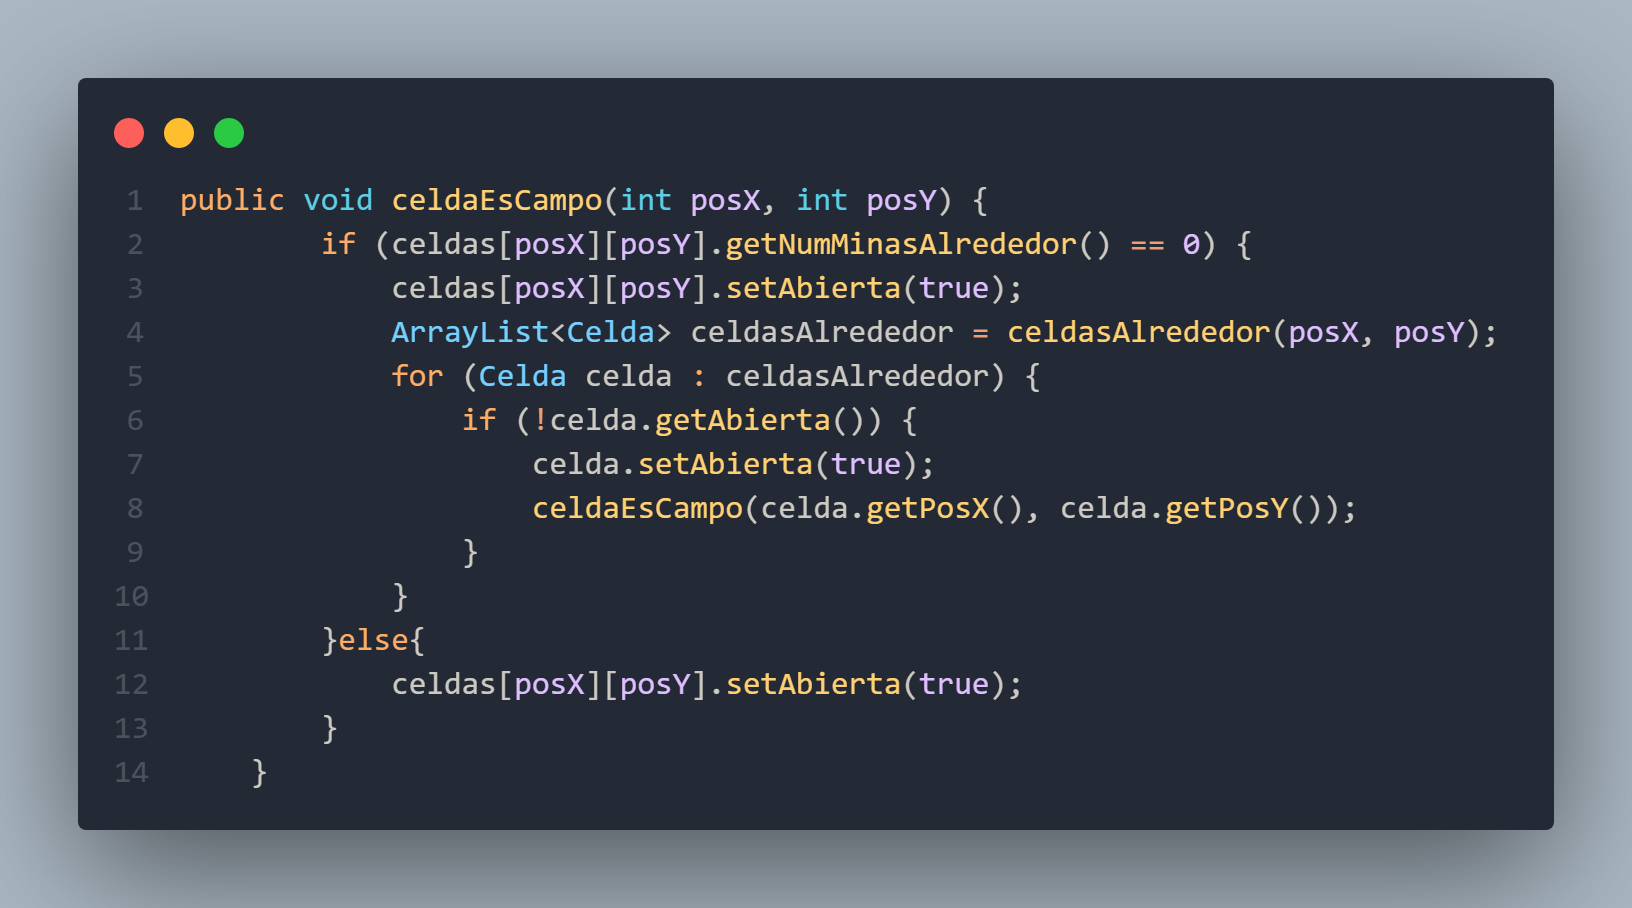 1 public void celdaEsCampo(int posX, int posY) {
2         if (celdas[posX][posY].getNumMinasAlrededor() == 0) {
3             celdas[posX][posY].setAbierta(true);
4             ArrayList<Celda> celdasAlrededor = celdasAlrededor(posX, posY);
5             for (Celda celda : celdasAlrededor) {
6                 if (!celda.getAbierta()) {
7                     celda.setAbierta(true);
8                     celdaEsCampo(celda.getPosX(), celda.getPosY());
9                 }
10             }
11         }else{
12             celdas[posX][posY].setAbierta(true);
13         }
14     }